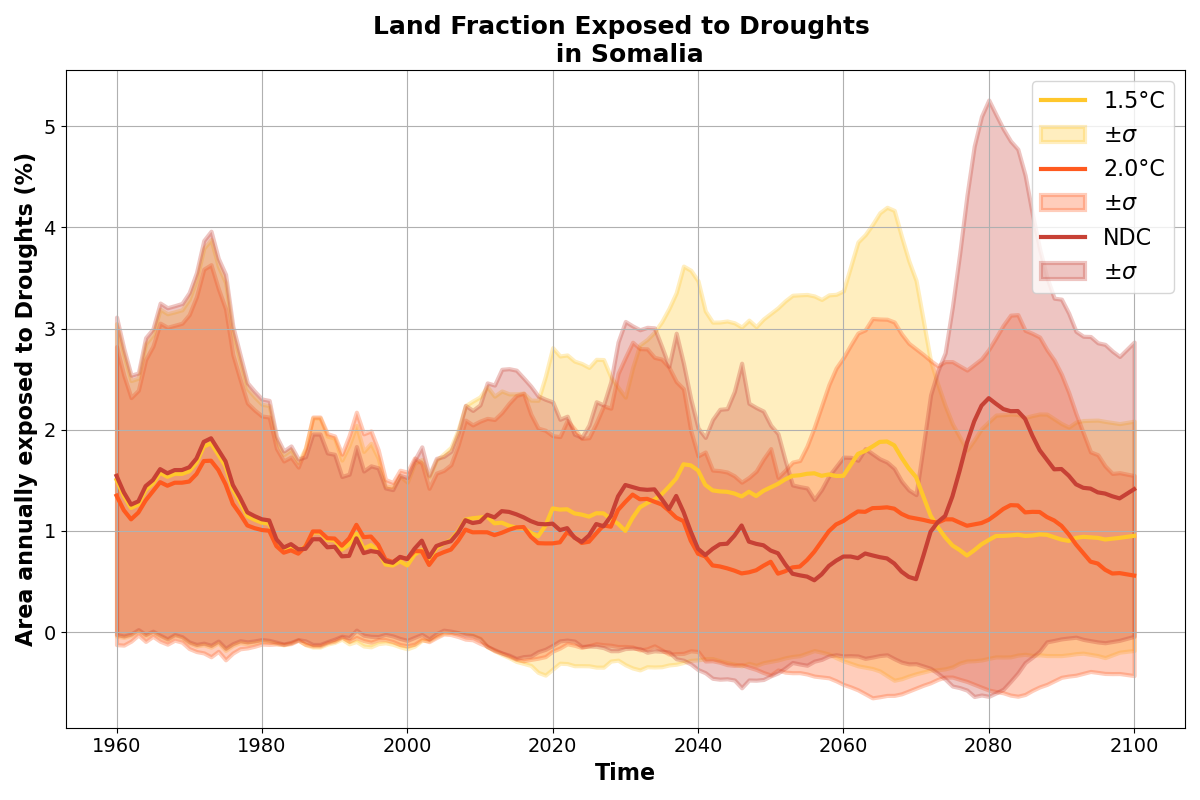 Land Fraction Exposed to Droughts
in Somalia
Area annually exposed to Droughts (%)
5
4
3
2
1
0
1960 1980 2000 2020 2040 2060 2080 2100
Time
1.5°C
±σ
2.0°C
±σ
NDC
±σ